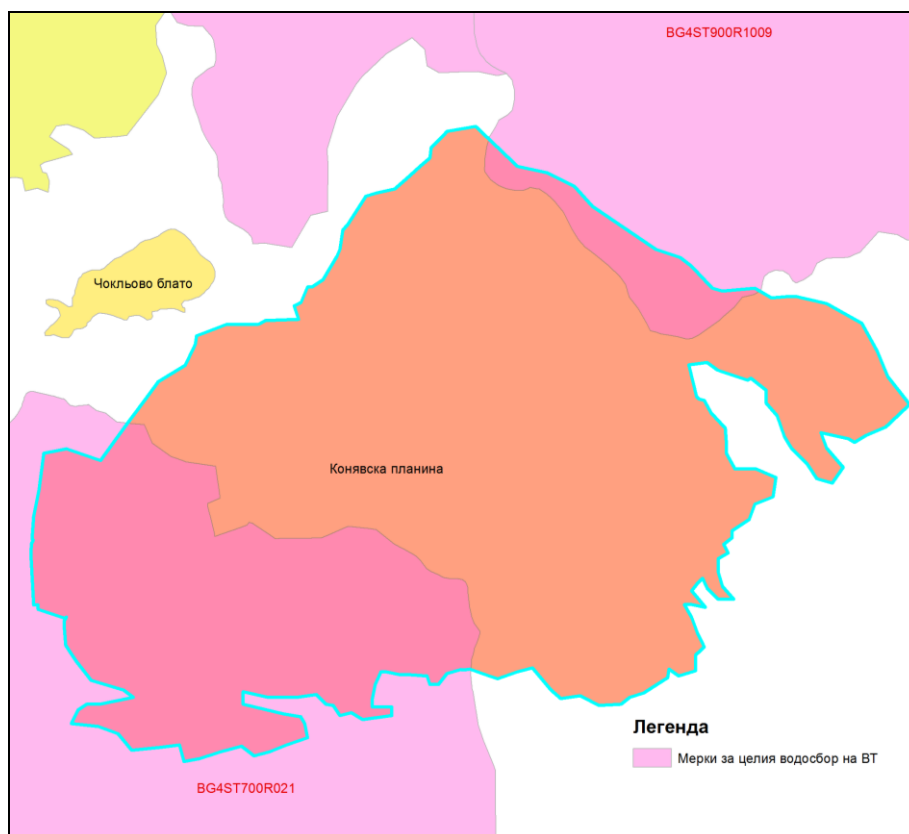 BG4ST900R1009
Чокльово блато
Конявска планина
Легенда
Мерки за целия водосбор на ВТ
BG4ST700R021